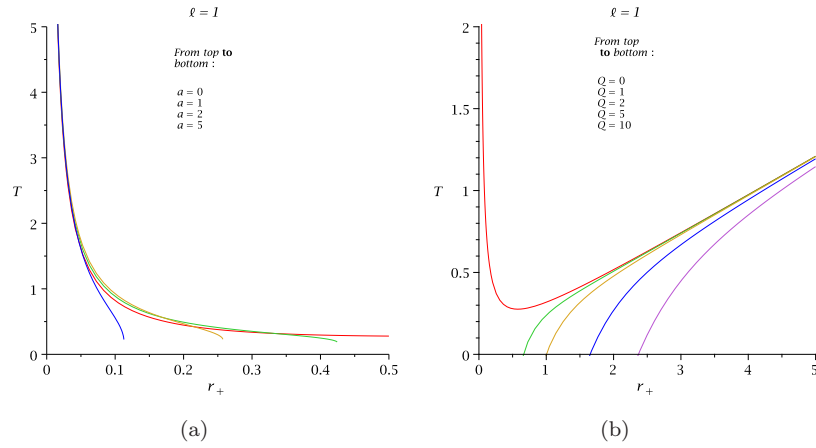 ℓ = 1
From top to
bottom :
a = 0
a = 1
a = 2
a = 5
5
4
3
2
1
0
T
0
0.1
0.2
0.3
0.4
0.5
r+
(a)
ℓ = 1
From top
to bottom :
Q = 0
Q = 1
Q = 2
Q = 5
Q = 10
2
1.5
1
0.5
0
T
0
1
2
3
4
5
r+
(b)